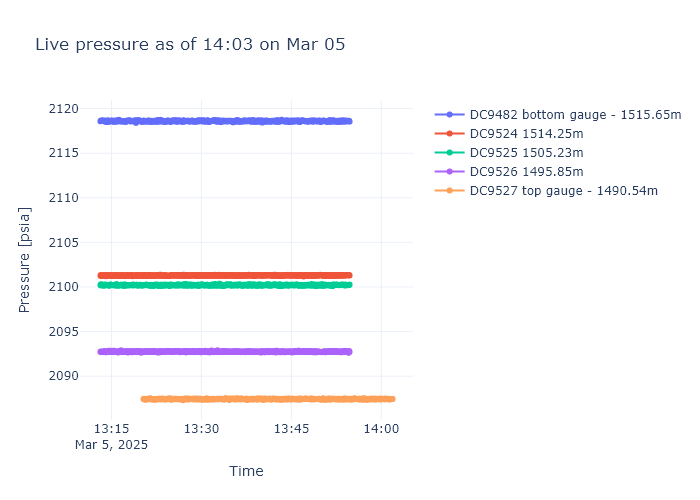 Live pressure as of 14:03 on Mar 05
2120
2115
2110
2105
2100
2095
2090
Pressure [psia]
13:15
Mar 5, 2025
13:30
13:45
14:00
Time
DC9482 bottom gauge - 1515.65m
DC9524 1514.25m
DC9525 1505.23m
DC9526 1495.85m
DC9527 top gauge - 1490.54m